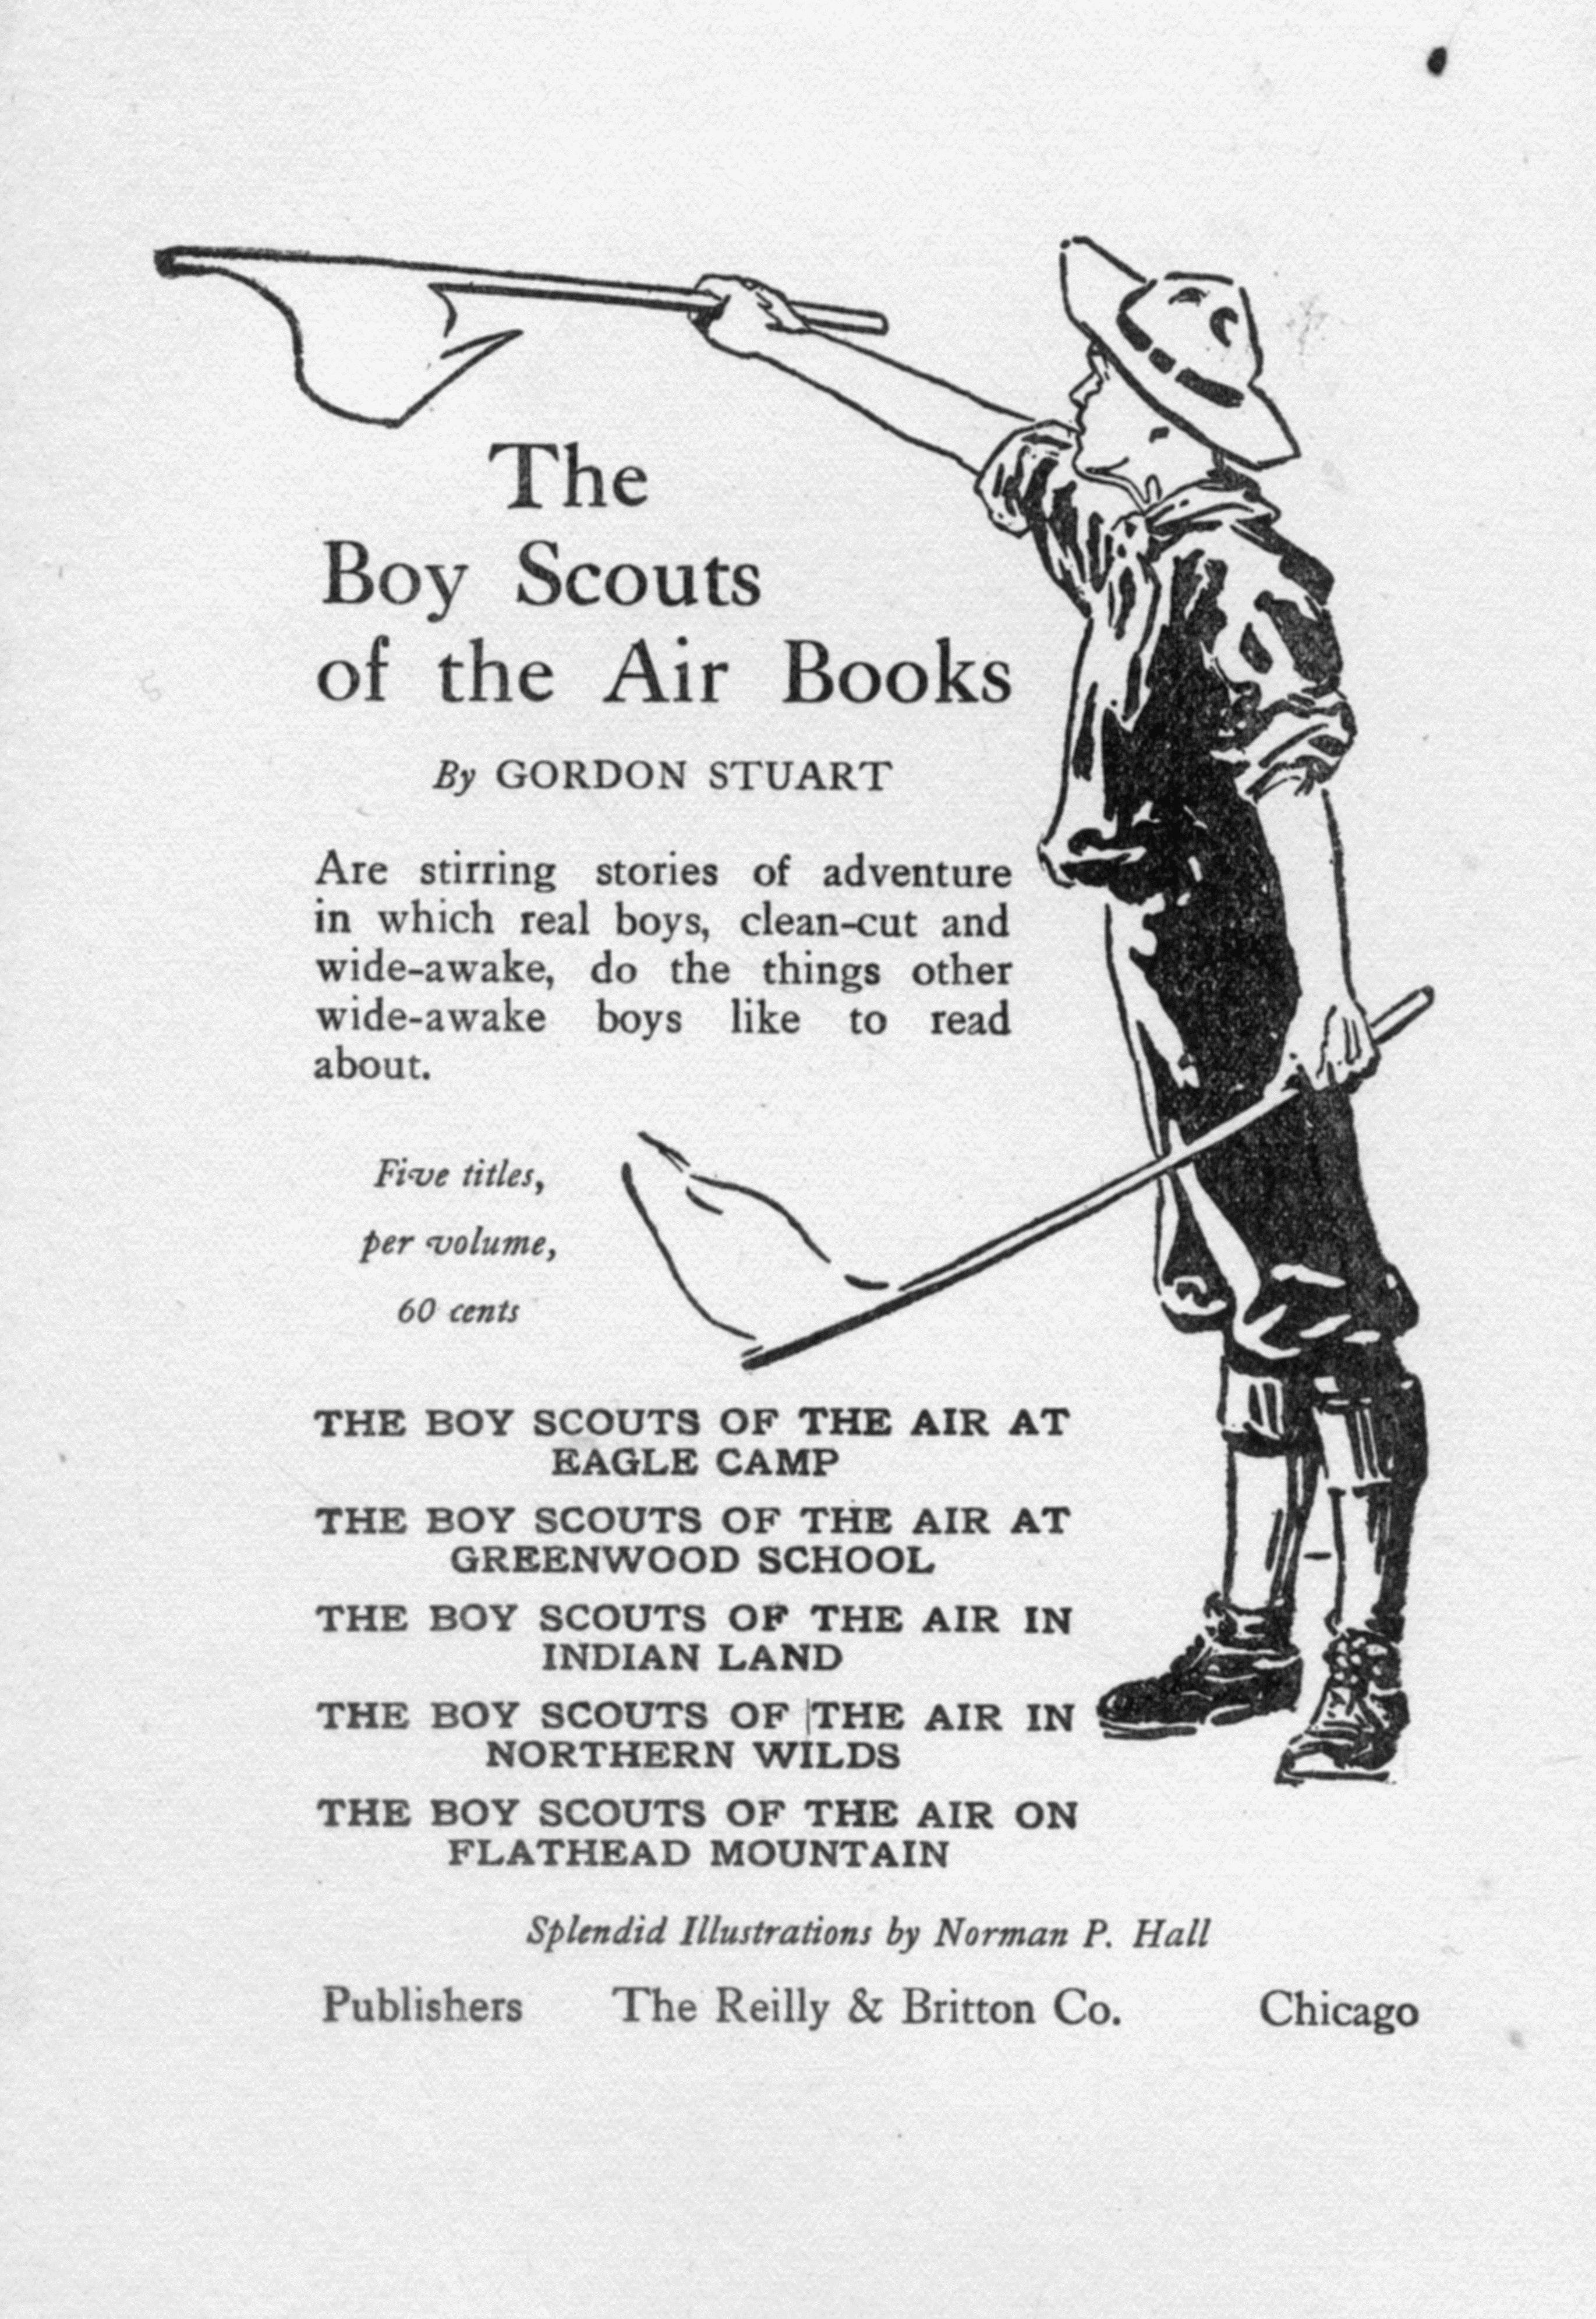 The
Boy Scouts
of the Air Books
By GORDON STUART
Are stirring stories of adventure
in which real boys, clean-cut and
wide-awake, do the things other
wide-awake boys like to read
about.
Five titles,
per volume,
60 cents
THE BOY SCOUTS OF THE AIR AT
EAGLE CAMP
THE BOY SCOUTS OF THE AIR AT
GREENWOOD SCHOOL
THE BOY SCOUTS OF THE AIR IN
INDIAN LAND
THE BOY SCOUTS OF THE AIR IN
NORTHERN WILDS
THE BOY SCOUTS OF THE AIR ON
FLATHEAD MOUNTAIN
Splendid Illustrations by Norman P. Hall
Publishers The Reilly & Britton Co. Chicago